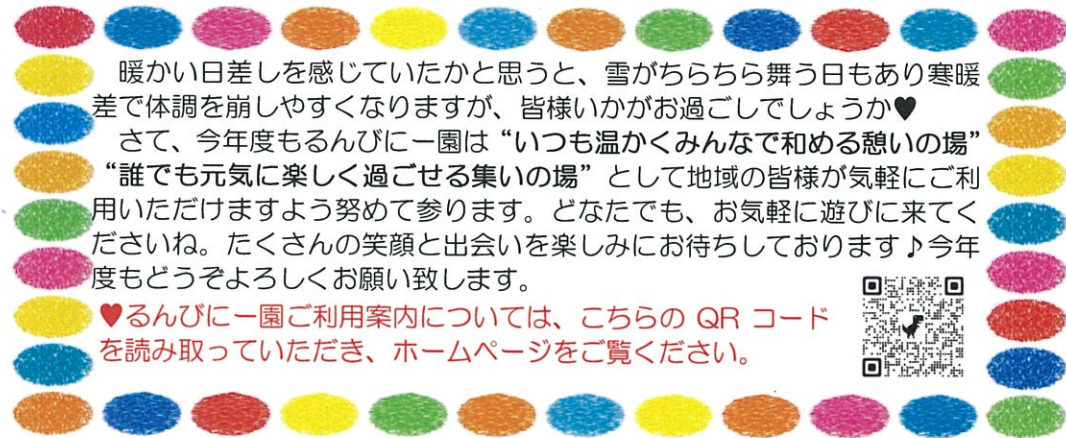 暖かい日差しを感じていたかと思うと、雪がちらちら舞う日もあり寒暖
差で体調を崩しやすくなりますが、皆様いかがお過ごしでしょうか♥
さて、今年度もるんびにー園は“いつも温かくみんなで和める憩いの場”
“誰でも元気に楽しく過ごせる集いの場”として地域の皆様が気軽にご利
用いただけますよう努めて参ります。どなたでも、お気軽に遊びに来てく
ださいね。たくさんの笑顔と出会いを楽しみにお待ちしております♪今年
度もどうぞよろしくお願い致します。
♥るんびにー園ご利用案内については、こちらの QR コード
を読み取っていただき、ホームページをご覧ください。